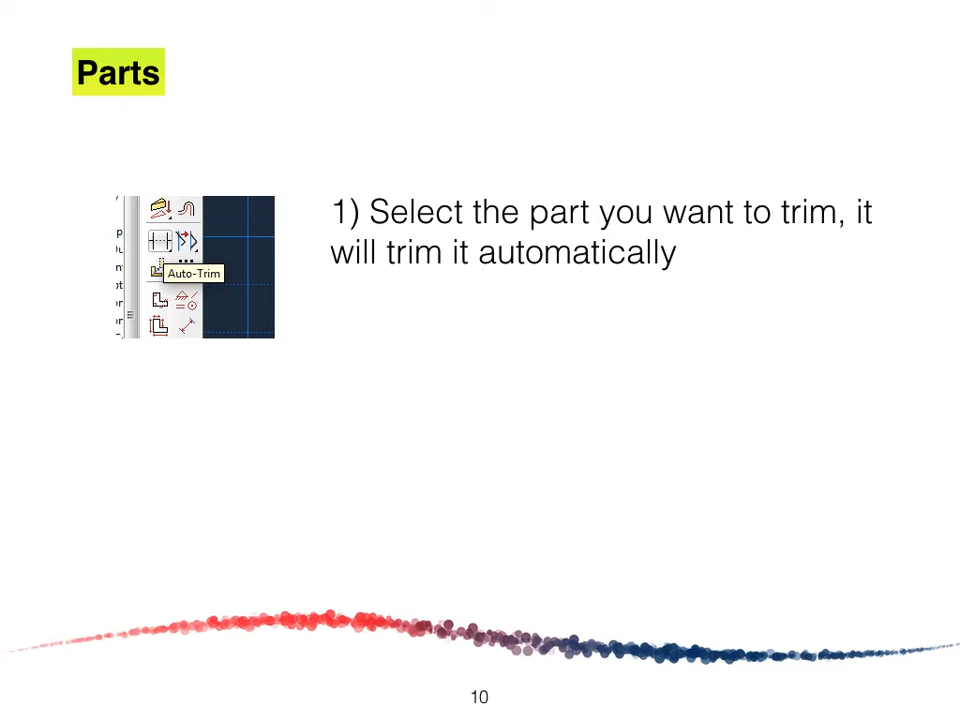 Parts
1) Select the part you want to trim, it
will trim it automatically
Auto-Trim
10